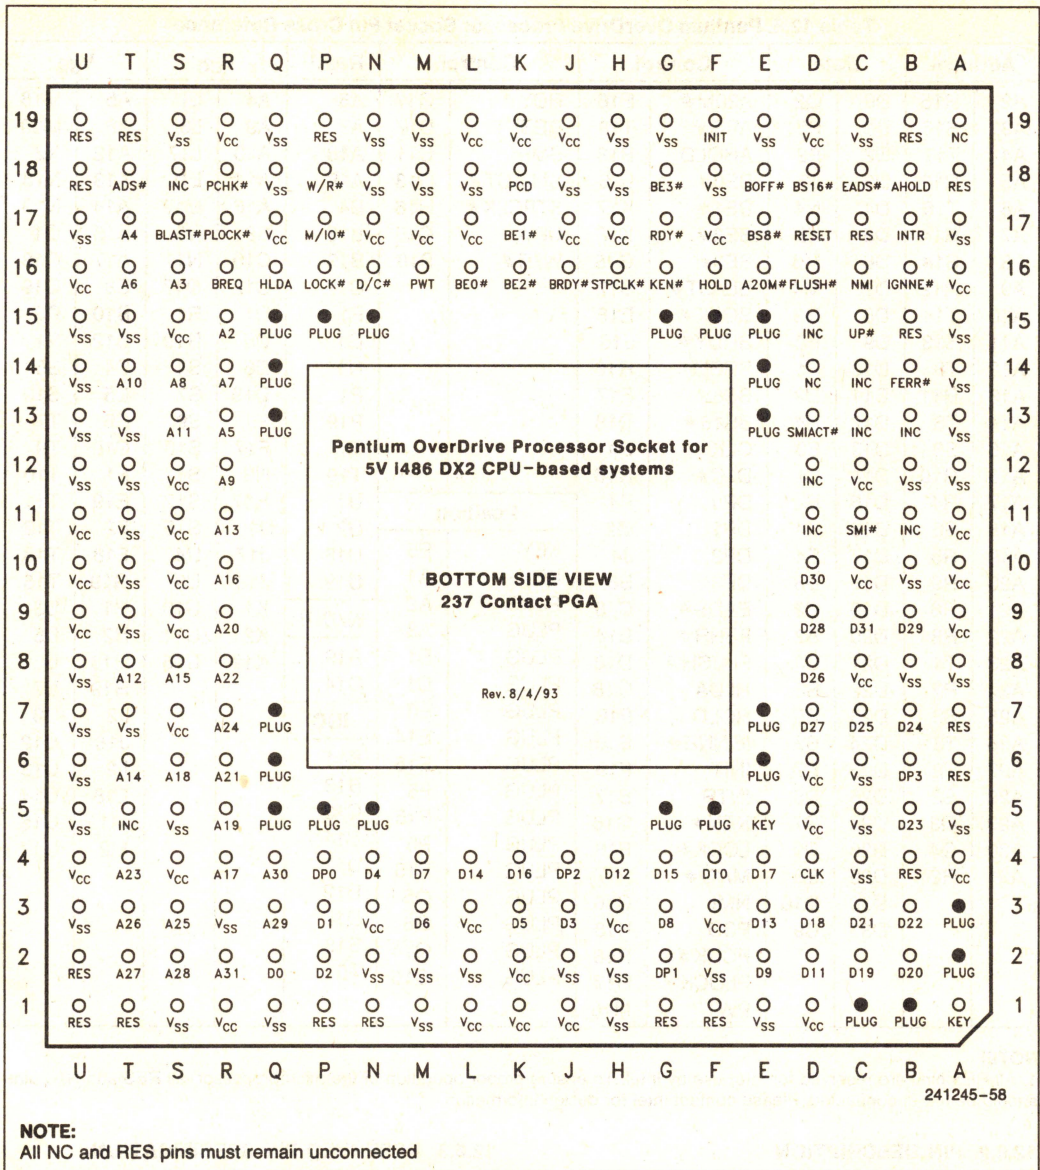 U T S R Q P N M L K J H G F E D C B A
19 RES RES VSS VCC VSS RES VSS VSS VCC VCC VCC VSS VSS INIT VSS VCC VSS RES NC 19
18 RES ADS# INC PCHK# VSS W/R# VSS VSS VSS PCD VSS VSS BE3# VSS BOFF# BS16# EADS# AHOLD RES 18
17 VSS A4 BLAST# PLOCK# VCC M/IO# VCC VCC VCC BE1# VCC VCC RDY# VCC BS8# RESET RES INTR VSS 17
16 VCC A6 A3 BREQ HLDA LOCK# D/C# PWT BE0# BE2# BRDY# STPCLK# KEN# HOLD A20M# FLUSH# NMI IGNNE# VCC 16
15 VSS VSS VCC A2 PLUG PLUG PLUG PLUG PLUG PLUG INC UP# RES VSS 15
14 VSS A10 A8 A7 PLUG PLUG NC INC FERR# VSS 14
13 VSS VSS A11 A5 PLUG PLUG SMIACT# INC INC VSS 13
Pentium OverDrive Processor Socket for
5V i486 DX2 CPU-based systems
12 VSS VSS VCC A9 INC VCC VSS VSS 12
11 VCC VSS VCC A13 INC SMI# INC VCC 11
10 VCC VSS VCC A16 D30 VCC VSS VCC 10
BOTTOM SIDE VIEW
237 Contact PGA
9 VCC VSS VCC A20 D28 D31 D29 VCC 9
8 VSS A12 A15 A22 D26 VCC VSS VSS 8
Rev. 8/4/93
7 VSS VSS VCC A24 PLUG PLUG D27 D25 D24 RES 7
6 VSS A14 A18 A21 PLUG PLUG VCC VSS DP3 RES 6
5 VSS INC VSS A19 PLUG PLUG PLUG PLUG PLUG KEY VCC VSS D23 VSS 5
4 VCC A23 VCC A17 A30 DP0 D4 D7 D14 D16 DP2 D12 D15 D10 D17 CLK VSS RES VCC 4
3 VSS A26 A25 VSS A29 D1 VCC D6 VCC D5 D3 VCC D8 VCC D13 D18 D21 D22 PLUG 3
2 RES A27 A28 A31 D0 D2 VSS VSS VSS VCC VSS VSS DP1 VSS D9 D11 D19 D20 PLUG 2
1 RES RES VSS VCC VSS RES RES VSS VCC VCC VCC VSS RES RES VSS VCC PLUG PLUG KEY 1
U T S R Q P N M L K J H G F E D C B A
241245-58
NOTE:
All NC and RES pins must remain unconnected